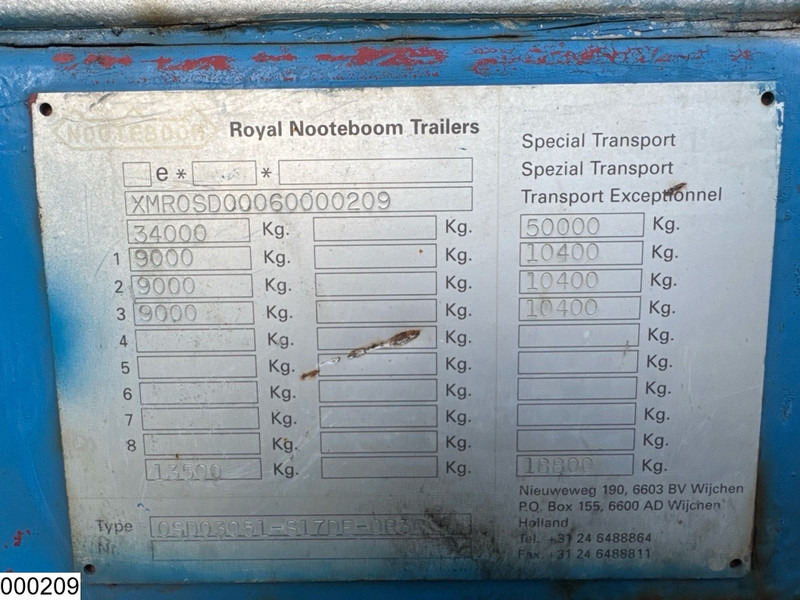 NOOTEBOOM
Royal Nooteboom Trailers
Special Transport
Spezial Transport
Transport Exceptionnel
e * *
XMR0SD00060000209
34000 Kg. Kg. 50000 Kg.
1 9000 Kg. Kg. 10400 Kg.
2 9000 Kg. Kg. 10400 Kg.
3 9000 Kg. Kg. 10400 Kg.
4 Kg. Kg. Kg.
5 Kg. Kg. Kg.
6 Kg. Kg. Kg.
7 Kg. Kg. Kg.
8 Kg. Kg. Kg.
13500 Kg. Kg. 18800 Kg.
Nieuweweg 190, 6603 BV Wijchen
P.O. Box 155, 6600 AD Wijchen
Holland
Tel. +31 24 6488864
Fax. +31 24 6488811
Type
Nr.
000209